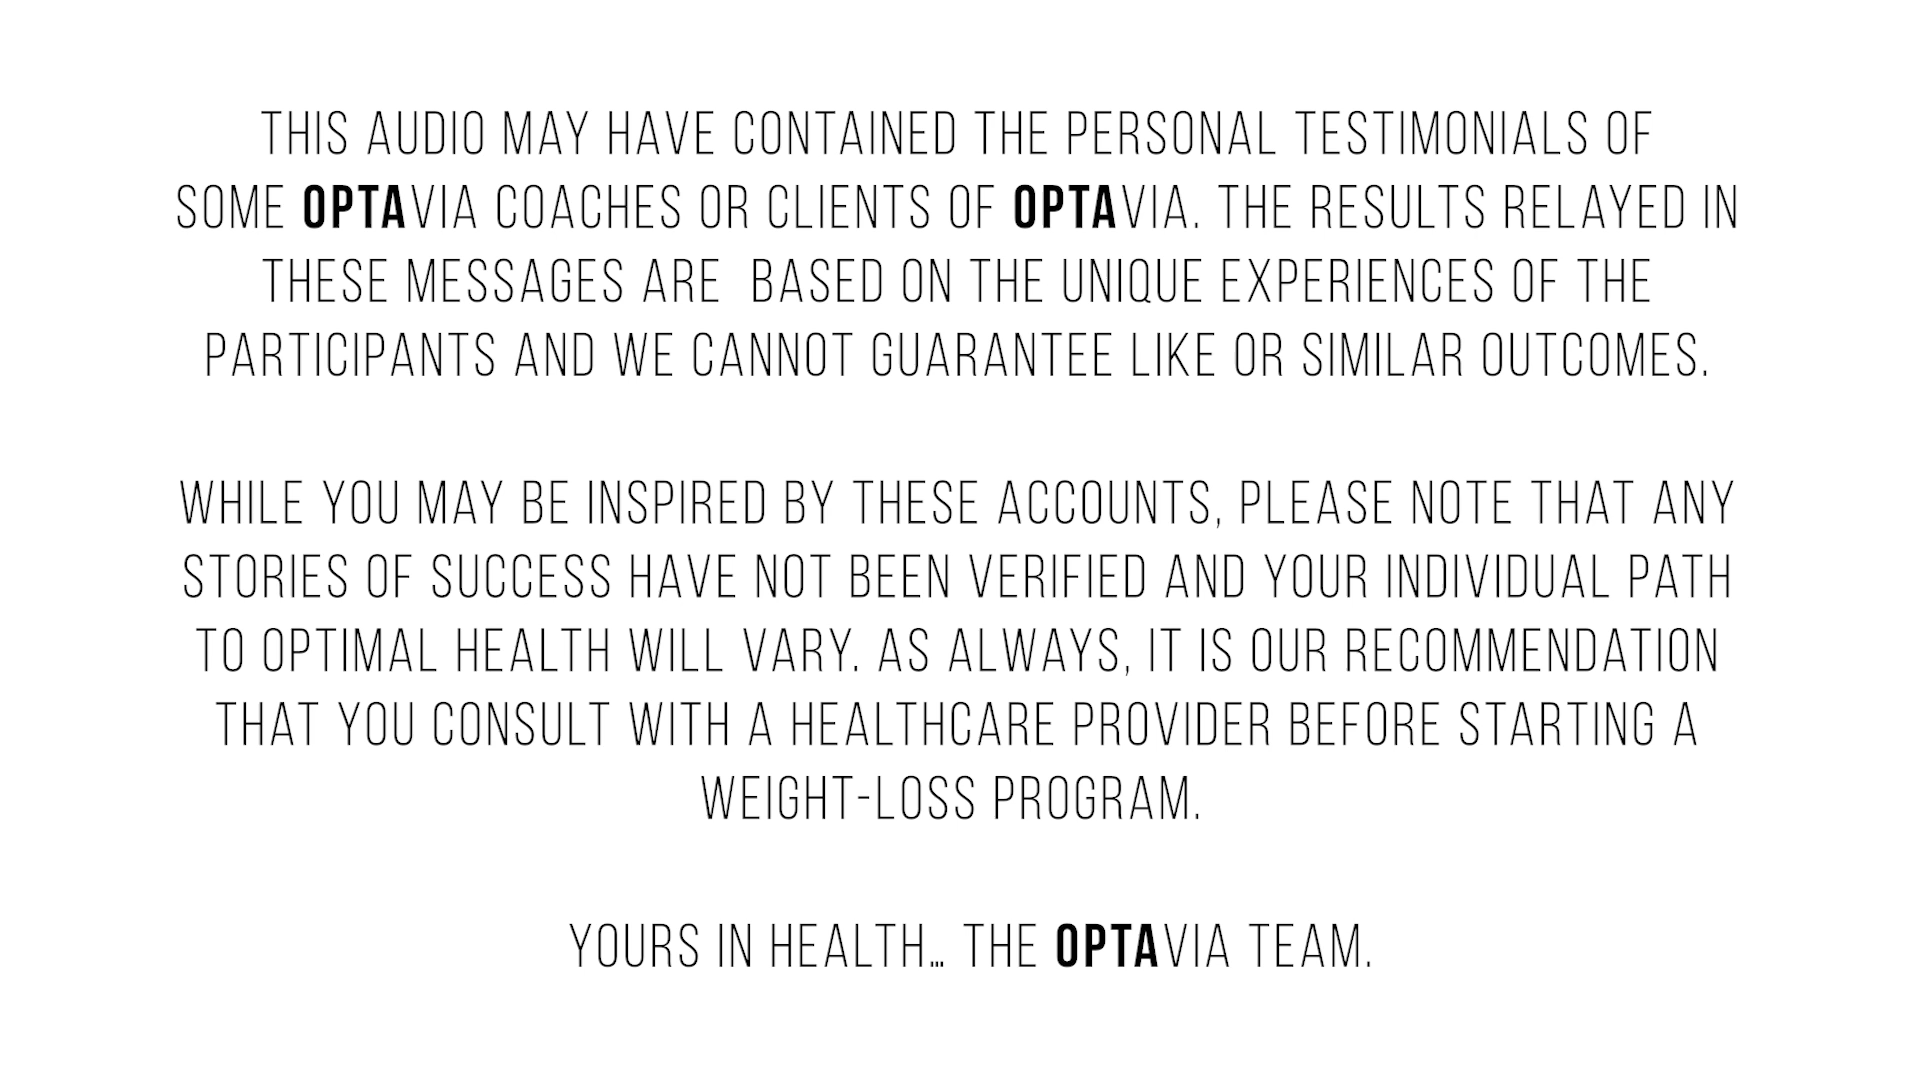 THIS AUDIO MAY HAVE CONTAINED THE PERSONAL TESTIMONIALS OF
SOME OPTAVIA COACHES OR CLIENTS OF OPTAVIA. THE RESULTS RELAYED IN
THESE MESSAGES ARE  BASED ON THE UNIQUE EXPERIENCES OF THE
PARTICIPANTS AND WE CANNOT GUARANTEE LIKE OR SIMILAR OUTCOMES.
WHILE YOU MAY BE INSPIRED BY THESE ACCOUNTS, PLEASE NOTE THAT ANY
STORIES OF SUCCESS HAVE NOT BEEN VERIFIED AND YOUR INDIVIDUAL PATH
TO OPTIMAL HEALTH WILL VARY. AS ALWAYS, IT IS OUR RECOMMENDATION
THAT YOU CONSULT WITH A HEALTHCARE PROVIDER BEFORE STARTING A
WEIGHT-LOSS PROGRAM.
YOURS IN HEALTH… THE OPTAVIA TEAM.